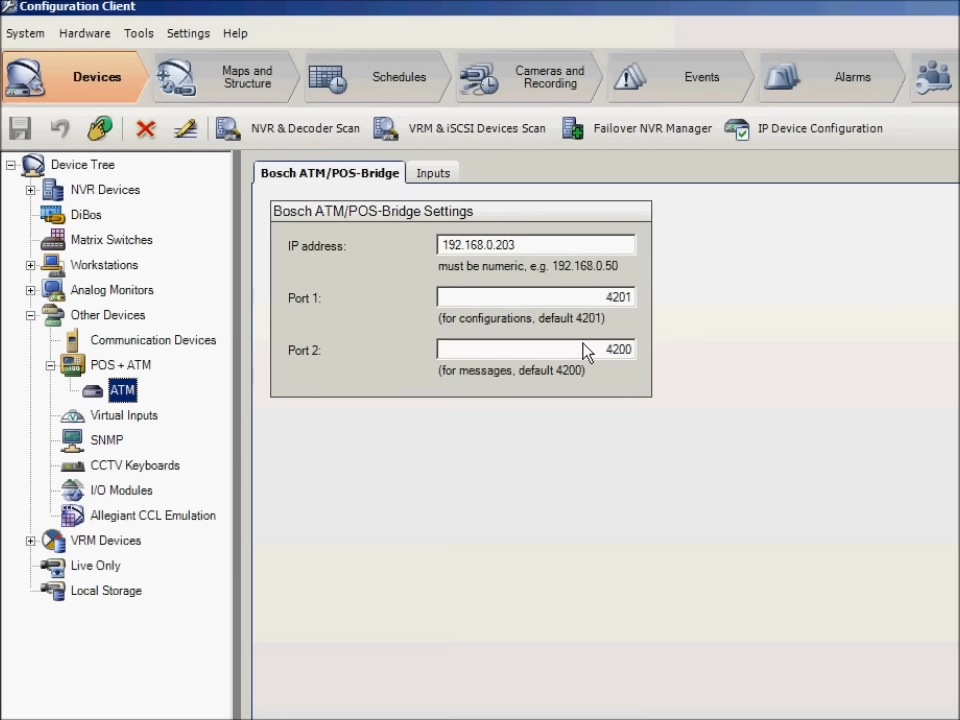 Configuration Client
System Hardware Tools Settings Help
Devices
Maps and Structure
Schedules
Cameras and Recording
Events
Alarms
NVR & Decoder Scan VRM & iSCSI Devices Scan Failover NVR Manager IP Device Configuration
Device Tree
NVR Devices
DiBos
Matrix Switches
Workstations
Analog Monitors
Other Devices
Communication Devices
POS + ATM
ATM
Virtual Inputs
SNMP
CCTV Keyboards
I/O Modules
Allegiant CCL Emulation
VRM Devices
Live Only
Local Storage
Bosch ATM/POS-Bridge Inputs
Bosch ATM/POS-Bridge Settings
IP address: 192.168.0.203
must be numeric, e.g. 192.168.0.50
Port 1: 4201
(for configurations, default 4201)
Port 2: 4200
(for messages, default 4200)